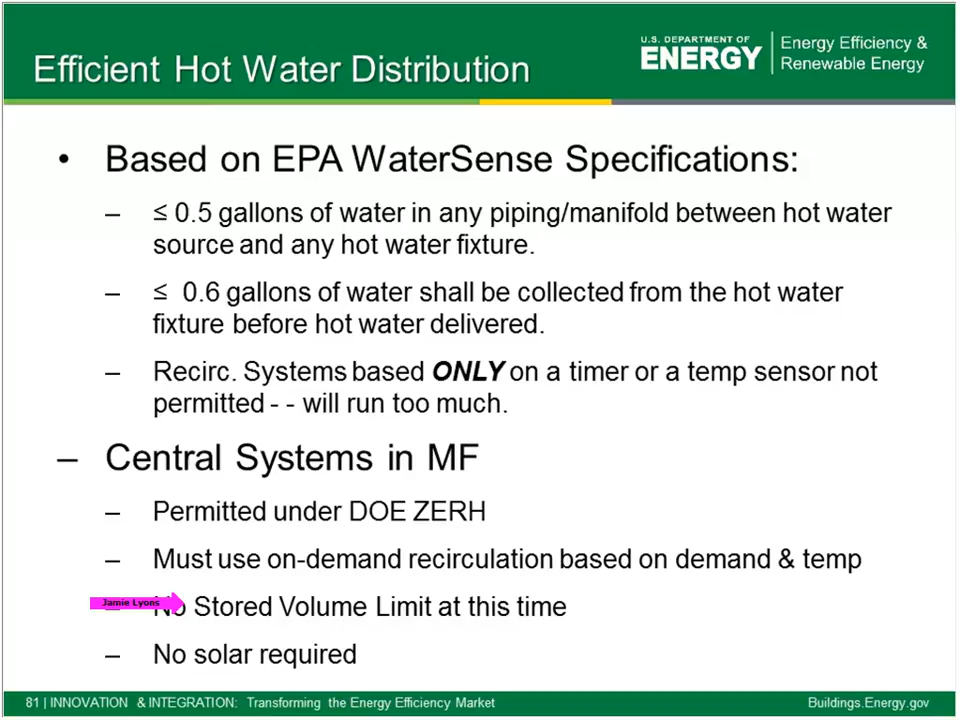 Efficient Hot Water Distribution
U.S. DEPARTMENT OF
ENERGY
Energy Efficiency &
Renewable Energy
• Based on EPA WaterSense Specifications:
– ≤ 0.5 gallons of water in any piping/manifold between hot water
source and any hot water fixture.
– ≤ 0.6 gallons of water shall be collected from the hot water
fixture before hot water delivered.
– Recirc. Systems based ONLY on a timer or a temp sensor not
permitted - - will run too much.
– Central Systems in MF
– Permitted under DOE ZERH
– Must use on-demand recirculation based on demand & temp
Jamie Lyons
– No Stored Volume Limit at this time
– No solar required
81 | INNOVATION & INTEGRATION: Transforming the Energy Efficiency Market
Buildings.Energy.gov